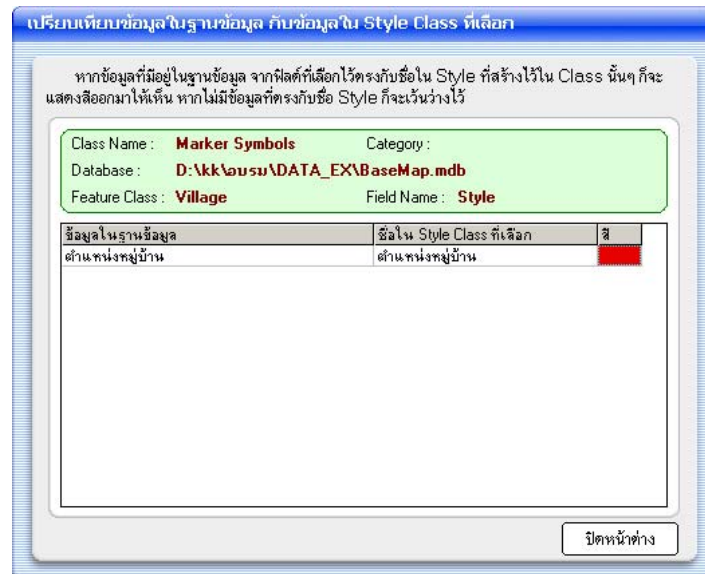 เปรียบเทียบข้อมูลในฐานข้อมูล กับข้อมูลใน Style Class ที่เลือก
หากข้อมูลที่มีอยู่ในฐานข้อมูล จากฟิลด์ที่เลือกไว้ตรงกับชื่อใน Style ที่สร้างไว้ใน Class นั้นๆ ก็จะ
แสดงสีออกมาให้เห็น หากไม่มีข้อมูลที่ตรงกับชื่อ Style ก็จะเว้นว่างไว้
Class Name : Marker Symbols Category :
Database : D:\kk\อบรม\DATA_EX\BaseMap.mdb
Feature Class : Village Field Name : Style
ข้อมูลในฐานข้อมูล ชื่อใน Style Class ที่เลือก สี
ตำแหน่งหมู่บ้าน ตำแหน่งหมู่บ้าน
ปิดหน้าต่าง